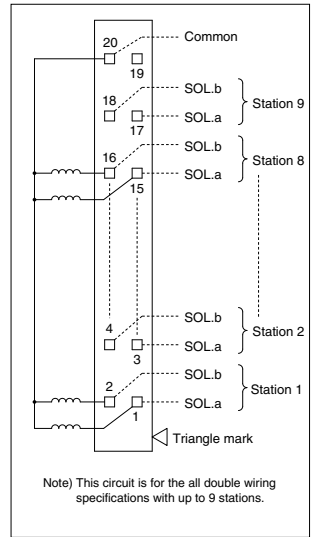 20 Common
19
18 SOL.b
17 SOL.a
Station 9
16 SOL.b
15 SOL.a
Station 8
4 SOL.b
3 SOL.a
Station 2
2 SOL.b
1 SOL.a
Station 1
Triangle mark
Note) This circuit is for the all double wiring
specifications with up to 9 stations.